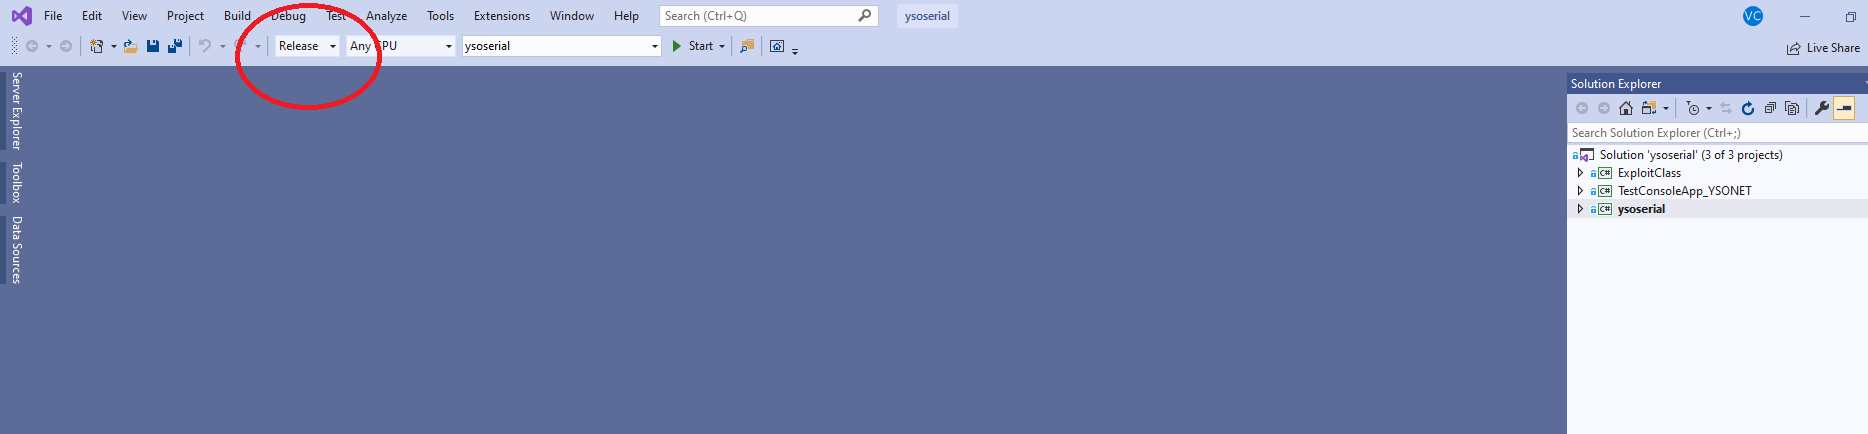 File Edit View Project Build Debug Test Analyze Tools Extensions Window Help Search (Ctrl+Q) ysoserial VC
Release Any CPU ysoserial Start Live Share
Server Explorer
Toolbox
Data Sources
Solution Explorer
Search Solution Explorer (Ctrl+;)
Solution 'ysoserial' (3 of 3 projects)
C# ExploitClass
C# TestConsoleApp_YSONET
C# ysoserial